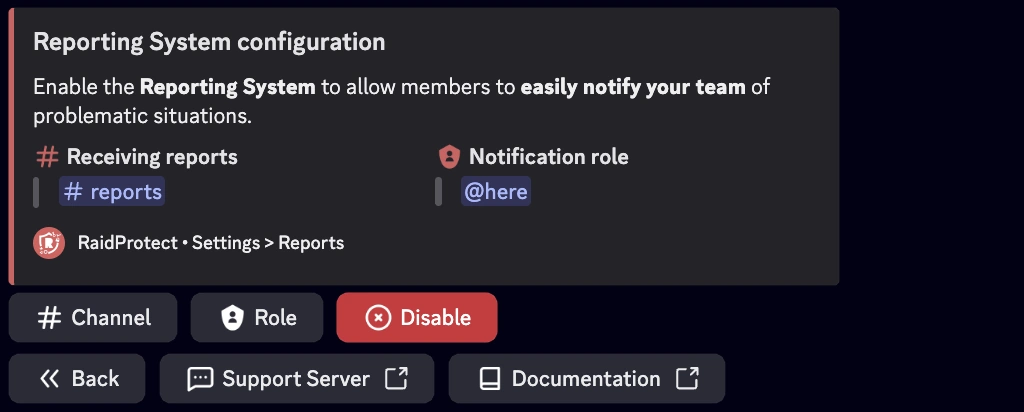 Reporting System configuration
Enable the Reporting System to allow members to easily notify your team of
problematic situations.
Receiving reports
# reports
Notification role
@here
RaidProtect • Settings > Reports
Channel
Role
Disable
Back
Support Server
Documentation